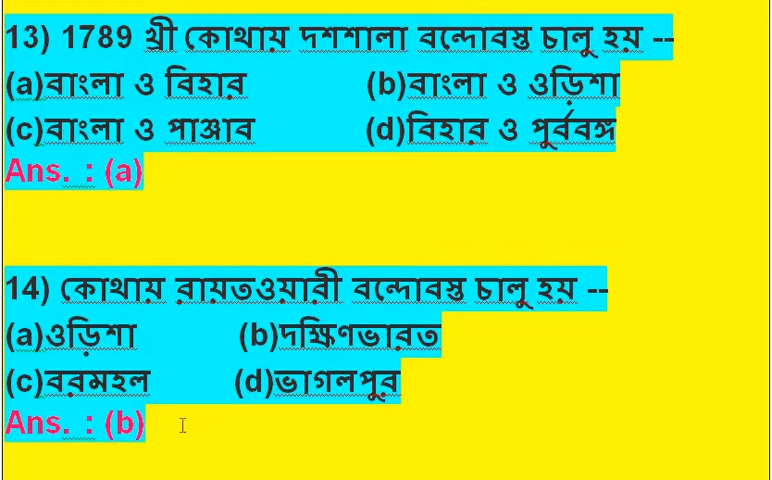 13) 1789 খ্রী কোথায় দশশালা বন্দোবস্ত চালু হয় --
(a)বাংলা ও বিহার (b)বাংলা ও ওড়িশা
(c)বাংলা ও পাঞ্জাব (d)বিহার ও পুর্ববঙ্গ
Ans. : (a)
14) কোথায় রায়তওয়ারী বন্দোবস্ত চালু হয় --
(a)ওড়িশা (b)দক্ষিণভারত
(c)বরমহল (d)ভাগলপুর
Ans. : (b)